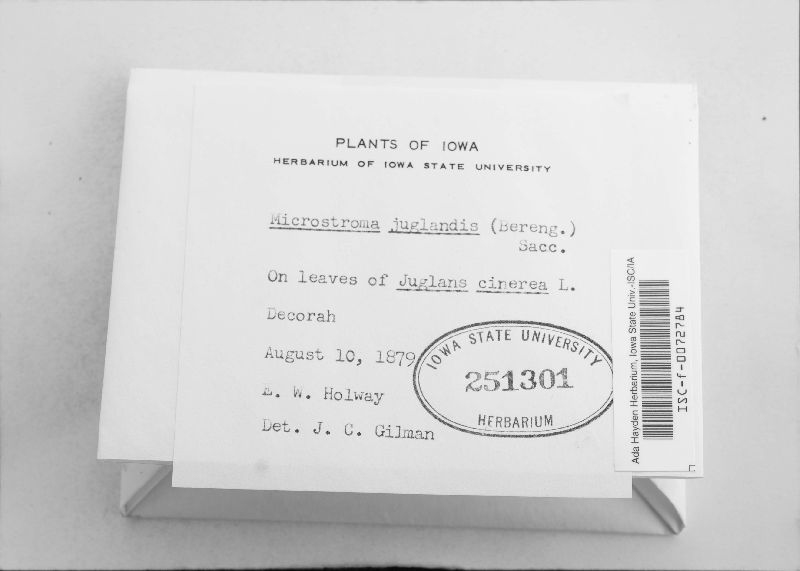 PLANTS OF IOWA
HERBARIUM OF IOWA STATE UNIVERSITY
Microstroma juglandis (Bereng.)
Sacc.
On leaves of Juglans cinerea L.
Decorah
August 10, 1879
E. W. Holway
Det. J. C. Gilman
IOWA STATE UNIVERSITY
251301
HERBARIUM
Ada Hayden Herbarium, Iowa State Univ.-ISC/IA
ISC-f-0072784